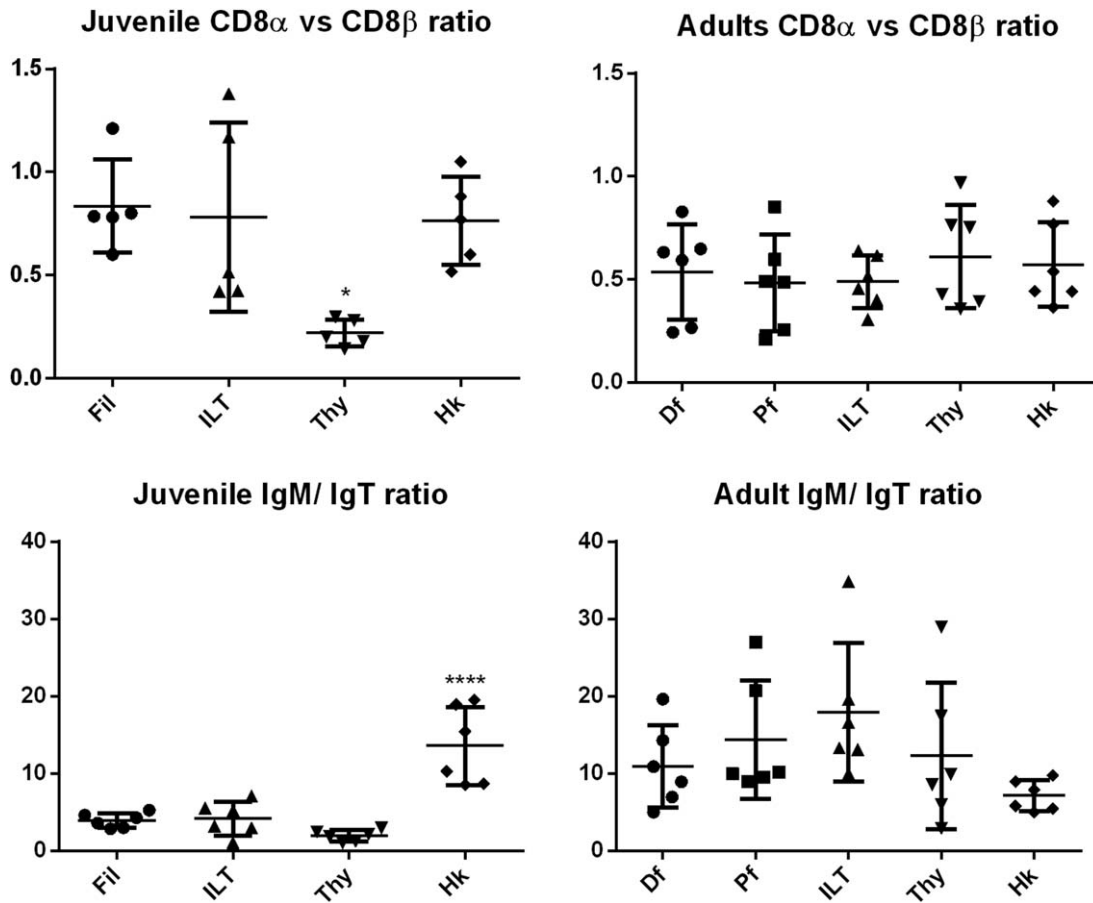 Juvenile CD8α vs CD8β ratio
1.5
1.0
0.5
0.0
*
Fil ILT Thy Hk
Adults CD8α vs CD8β ratio
1.5
1.0
0.5
0.0
Df Pf ILT Thy Hk
Juvenile IgM/ IgT ratio
40
30
20
10
0
****
Fil ILT Thy Hk
Adult IgM/ IgT ratio
40
30
20
10
0
Df Pf ILT Thy Hk